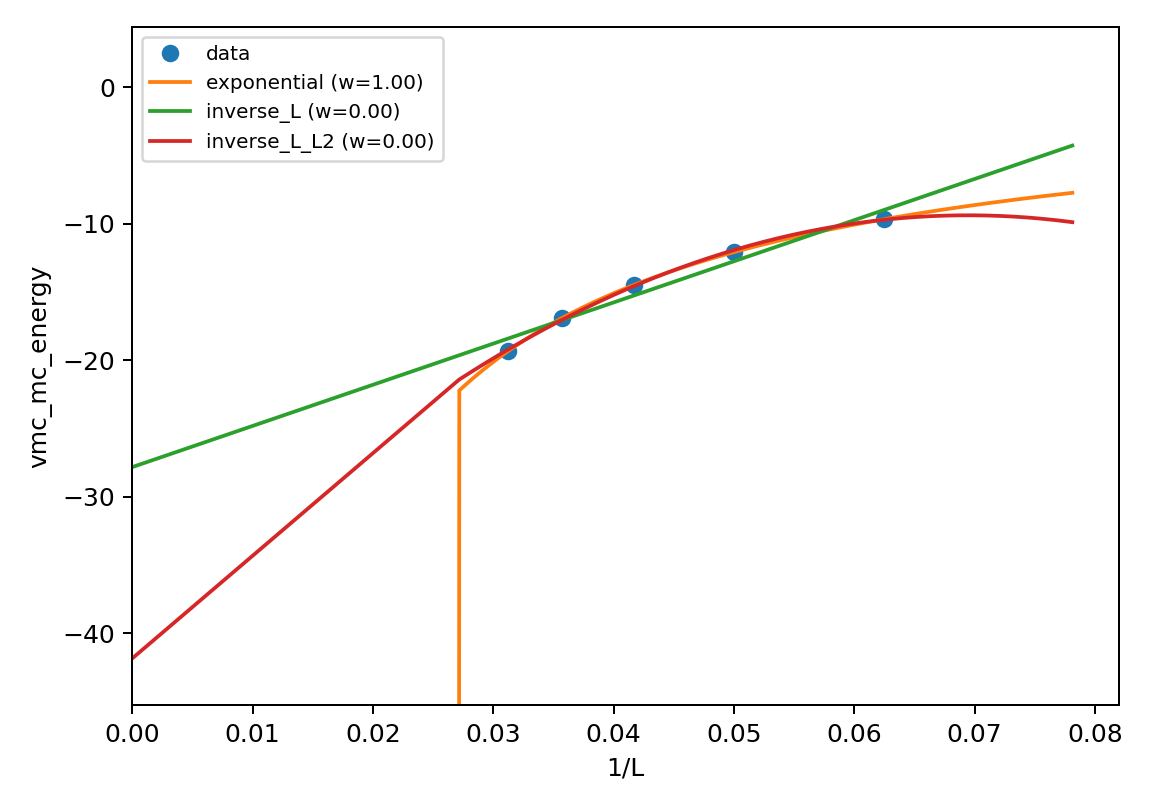 data
exponential (w=1.00)
inverse_L (w=0.00)
inverse_L_L2 (w=0.00)
0
−10
−20
−30
−40
vmc_mc_energy
0.00 0.01 0.02 0.03 0.04 0.05 0.06 0.07 0.08
1/L